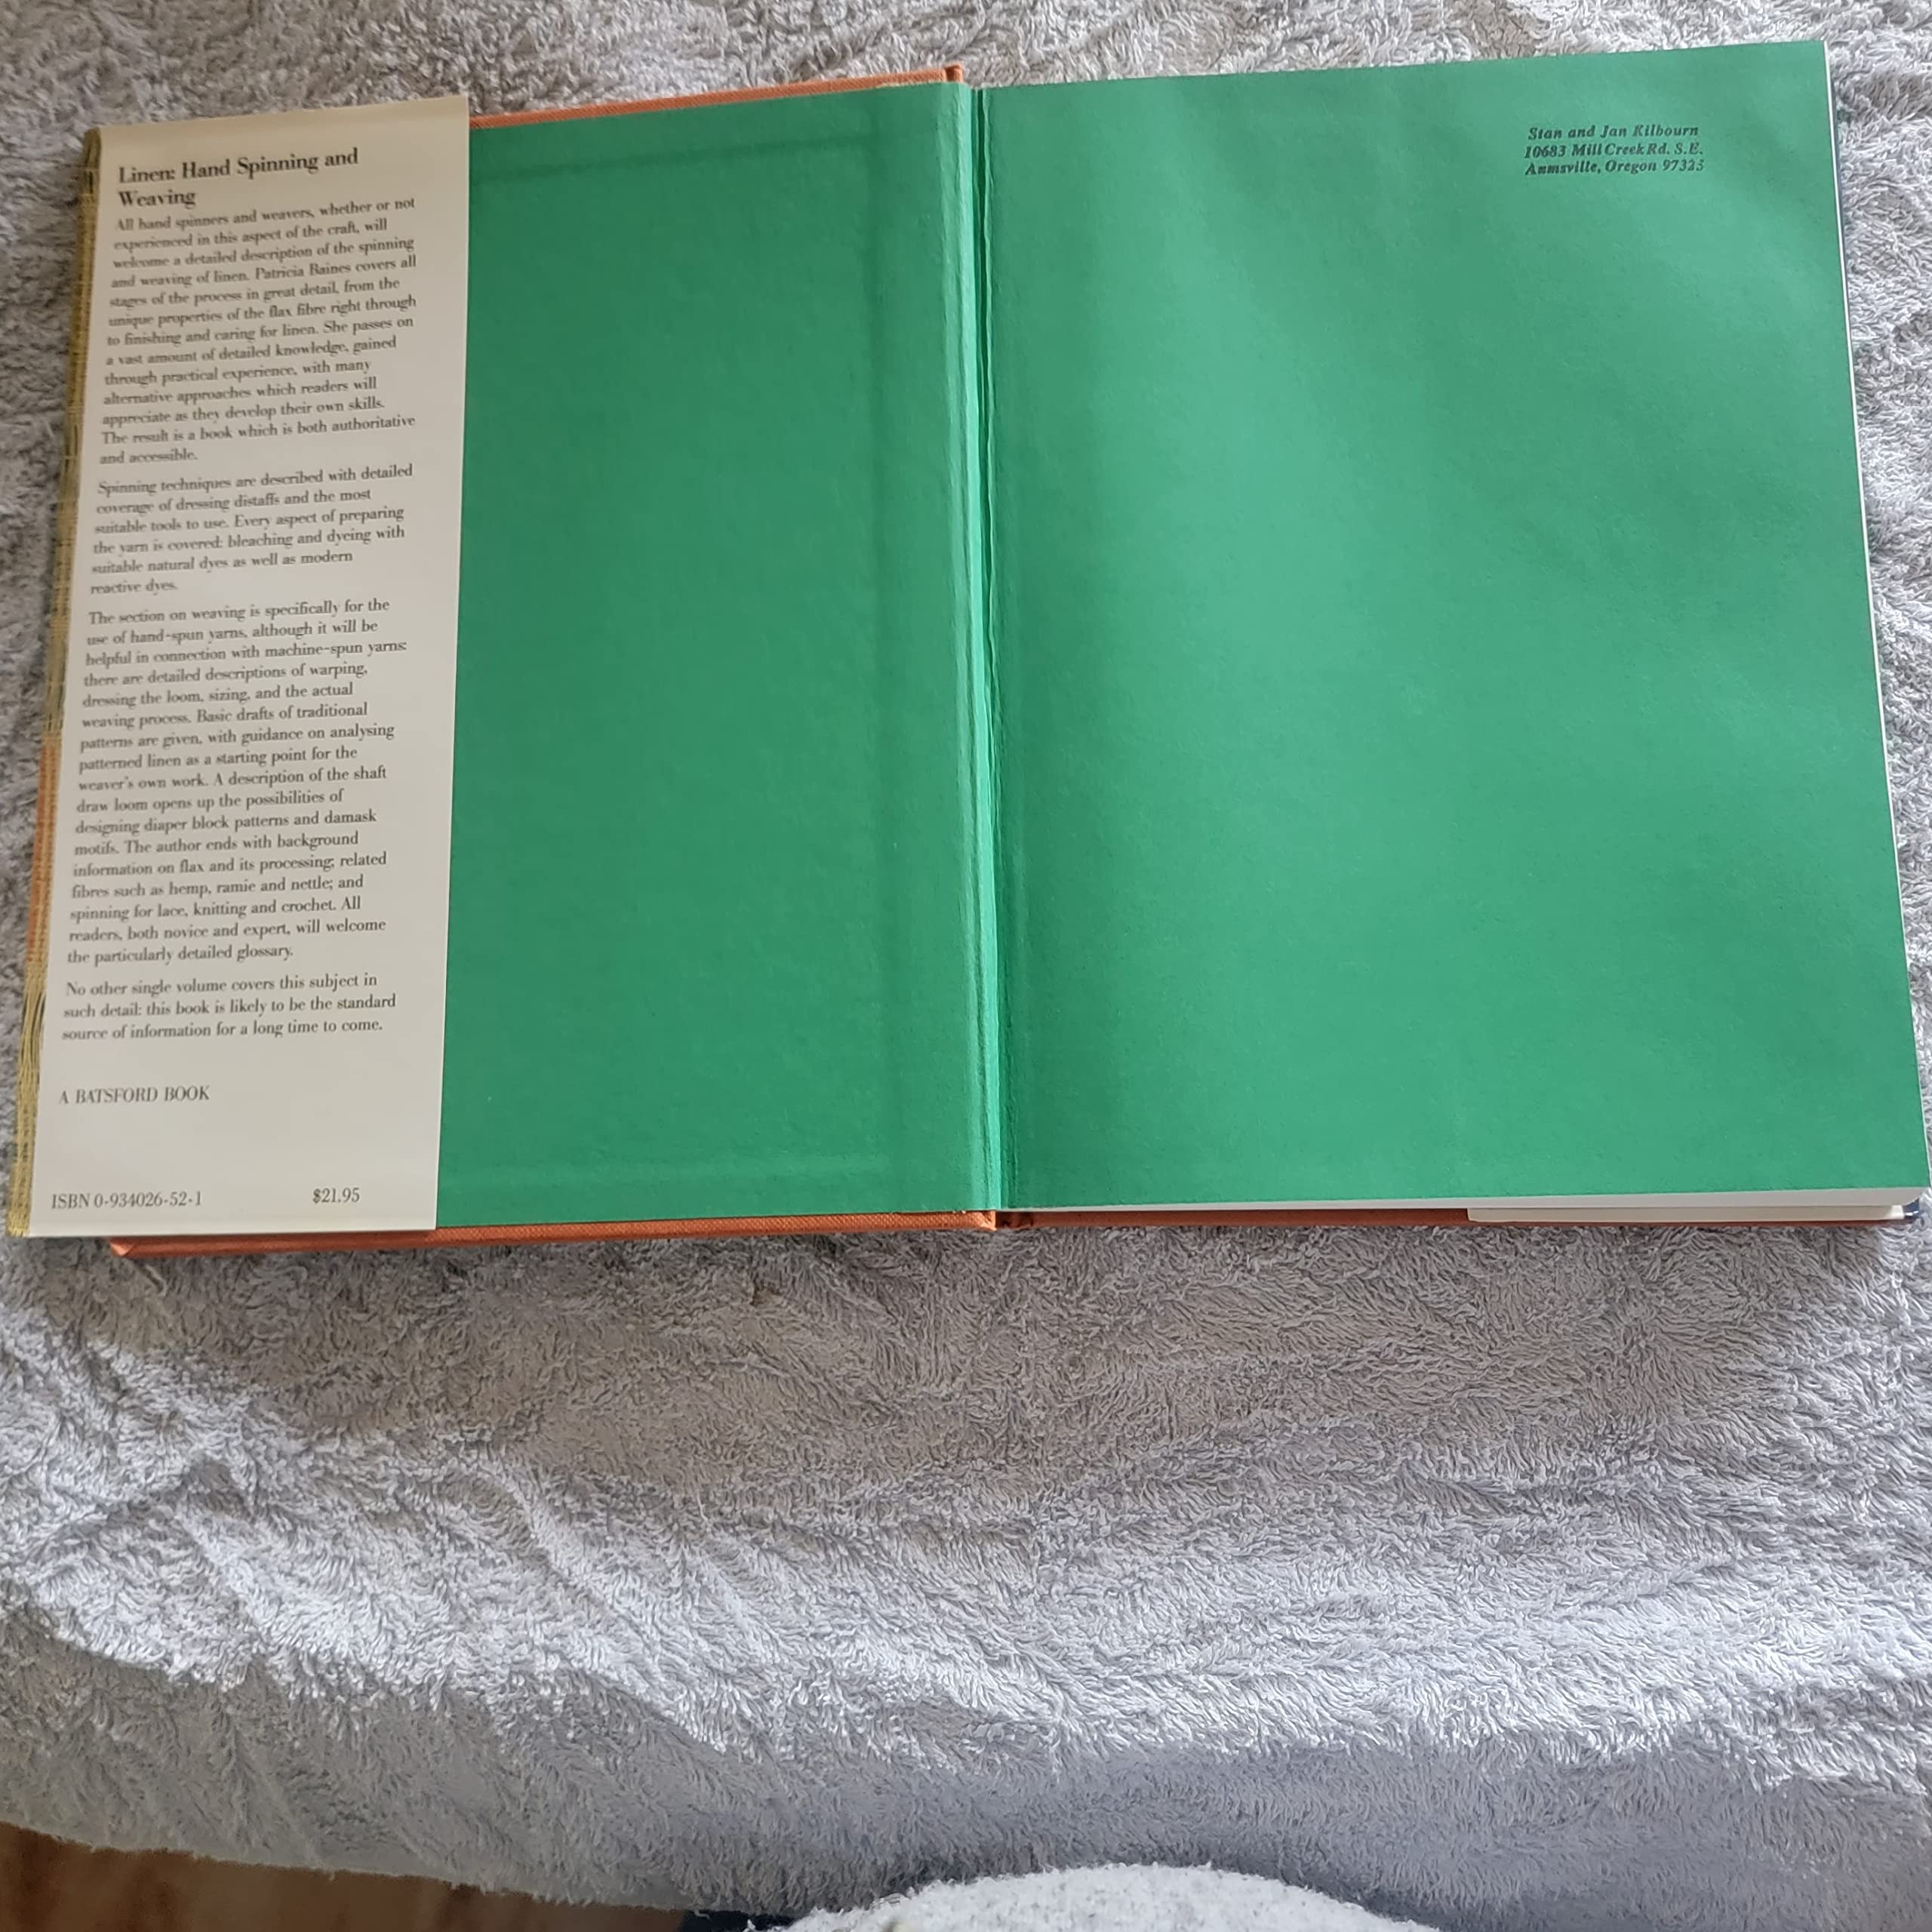 Linen: Hand Spinning and
Weaving
All hand spinners and weavers, whether or not
experienced in this aspect of the craft, will
welcome a detailed description of the spinning
and weaving of linen. Patricia Baines covers all
stages of the process in great detail, from the
unique properties of the flax fibre right through
to finishing and caring for linen. She passes on
a vast amount of detailed knowledge, gained
through practical experience, with many
alternative approaches which readers will
appreciate as they develop their own skills.
The result is a book which is both authoritative
and accessible.
Spinning techniques are described with detailed
coverage of dressing distaffs and the most
suitable tools to use. Every aspect of preparing
the yarn is covered: bleaching and dyeing with
suitable natural dyes as well as modern
reactive dyes.
The section on weaving is specifically for the
use of hand-spun yarns, although it will be
helpful in connection with machine-spun yarns:
there are detailed descriptions of warping,
dressing the loom, sizing, and the actual
weaving process. Basic drafts of traditional
patterns are given, with guidance on analysing
patterned linen as a starting point for the
weaver's own work. A description of the shaft
draw loom opens up the possibilities of
designing diaper block patterns and damask
motifs. The author ends with background
information on flax and its processing; related
fibres such as hemp, ramie and nettle; and
spinning for lace, knitting and crochet. All
readers, both novice and expert, will welcome
the particularly detailed glossary.
No other single volume covers this subject in
such detail: this book is likely to be the standard
source of information for a long time to come.
A BATSFORD BOOK
ISBN 0-934026-52-1 $21.95
Stan and Jan Kilbourn
10683 Mill Creek Rd. S.E.
Aumsville, Oregon 97325